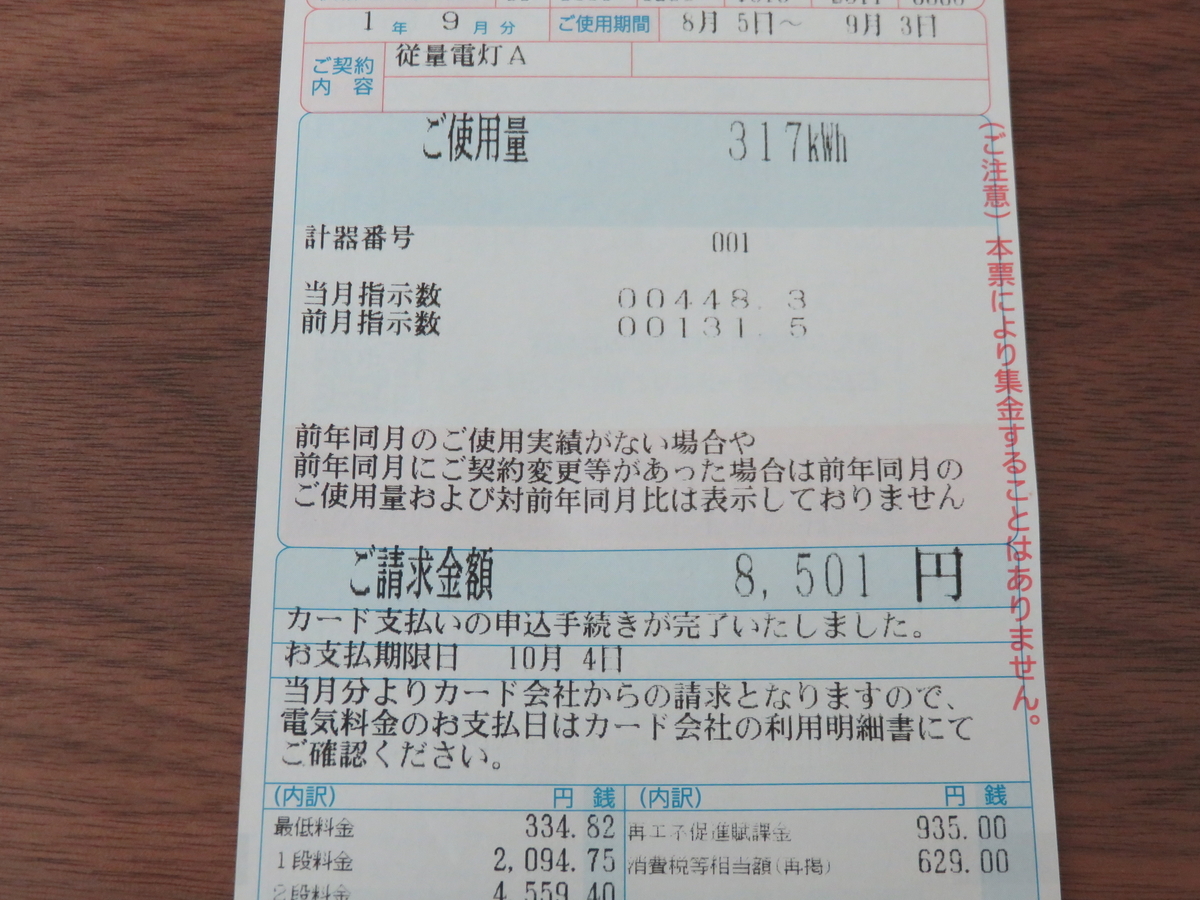 1 年 9 月 分 ご使用期間 8月 5日～ 9月 3日
ご契約内容 従量電灯A
ご使用量 317kWh
計器番号 001
当月指示数 00448.3
前月指示数 00131.5
前年同月のご使用実績がない場合や
前年同月にご契約変更等があった場合は前年同月の
ご使用量および対前年同月比は表示しておりません
ご請求金額 8,501 円
カード支払いの申込手続きが完了いたしました。
お支払期限日 10月 4日
当月分よりカード会社からの請求となりますので、
電気料金のお支払日はカード会社の利用明細書にて
ご確認ください。
(内訳) 円 銭 (内訳) 円 銭
最低料金 334.82 再エネ促進賦課金 935.00
1段料金 2,094.75 消費税等相当額(再掲) 629.00
2段料金 4,559.40
(ご注意) 本票により集金することはありません。